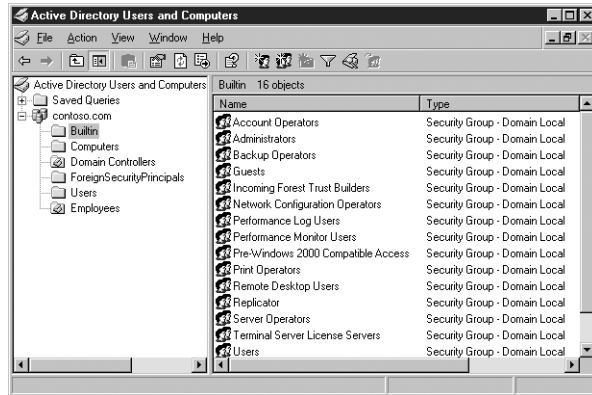 Active Directory Users and Computers
File Action View Window Help
Active Directory Users and Computers
Saved Queries
contoso.com
Builtin
Computers
Domain Controllers
ForeignSecurityPrincipals
Users
Employees
Builtin 16 objects
Name Type
Account Operators Security Group - Domain Local
Administrators Security Group - Domain Local
Backup Operators Security Group - Domain Local
Guests Security Group - Domain Local
Incoming Forest Trust Builders Security Group - Domain Local
Network Configuration Operators Security Group - Domain Local
Performance Log Users Security Group - Domain Local
Performance Monitor Users Security Group - Domain Local
Pre-Windows 2000 Compatible Access Security Group - Domain Local
Print Operators Security Group - Domain Local
Remote Desktop Users Security Group - Domain Local
Replicator Security Group - Domain Local
Server Operators Security Group - Domain Local
Terminal Server License Servers Security Group - Domain Local
Users Security Group - Domain Local